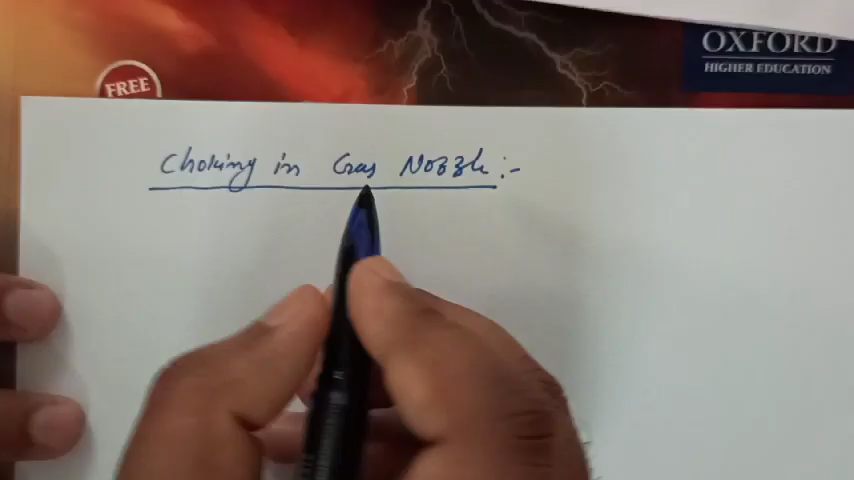 OXFORD
HIGHER EDUCATION
FREE
Choking in Gas Nozzle :-